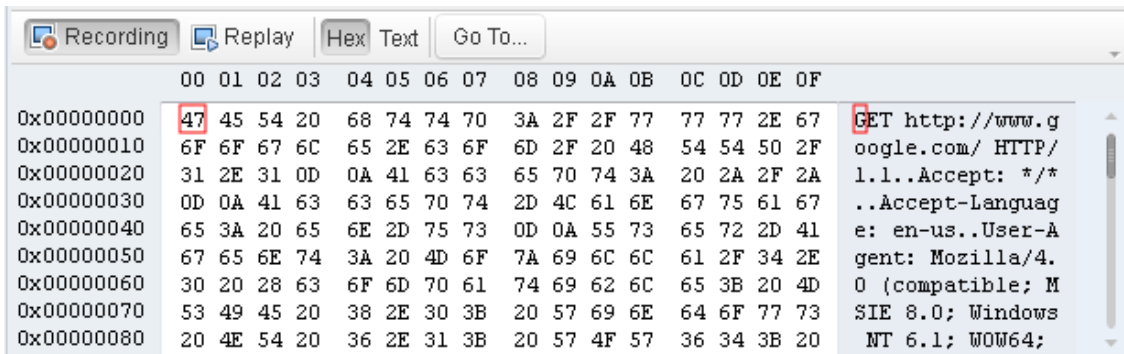 Recording Replay Hex Text Go To...
00 01 02 03 04 05 06 07 08 09 0A 0B 0C 0D 0E 0F
0x00000000 47 45 54 20 68 74 74 70 3A 2F 2F 77 77 77 2E 67 GET http://www.g
0x00000010 6F 6F 67 6C 65 2E 63 6F 6D 2F 20 48 54 54 50 2F oogle.com/ HTTP/
0x00000020 31 2E 31 0D 0A 41 63 63 65 70 74 3A 20 2A 2F 2A 1.1..Accept: */*
0x00000030 0D 0A 41 63 63 65 70 74 2D 4C 61 6E 67 75 61 67 ..Accept-Languag
0x00000040 65 3A 20 65 6E 2D 75 73 0D 0A 55 73 65 72 2D 41 e: en-us..User-A
0x00000050 67 65 6E 74 3A 20 4D 6F 7A 69 6C 6C 61 2F 34 2E gent: Mozilla/4.
0x00000060 30 20 28 63 6F 6D 70 61 74 69 62 6C 65 3B 20 4D 0 (compatible; M
0x00000070 53 49 45 20 38 2E 30 3B 20 57 69 6E 64 6F 77 73 SIE 8.0; Windows
0x00000080 20 4E 54 20 36 2E 31 3B 20 57 4F 57 36 34 3B 20 NT 6.1; WOW64;